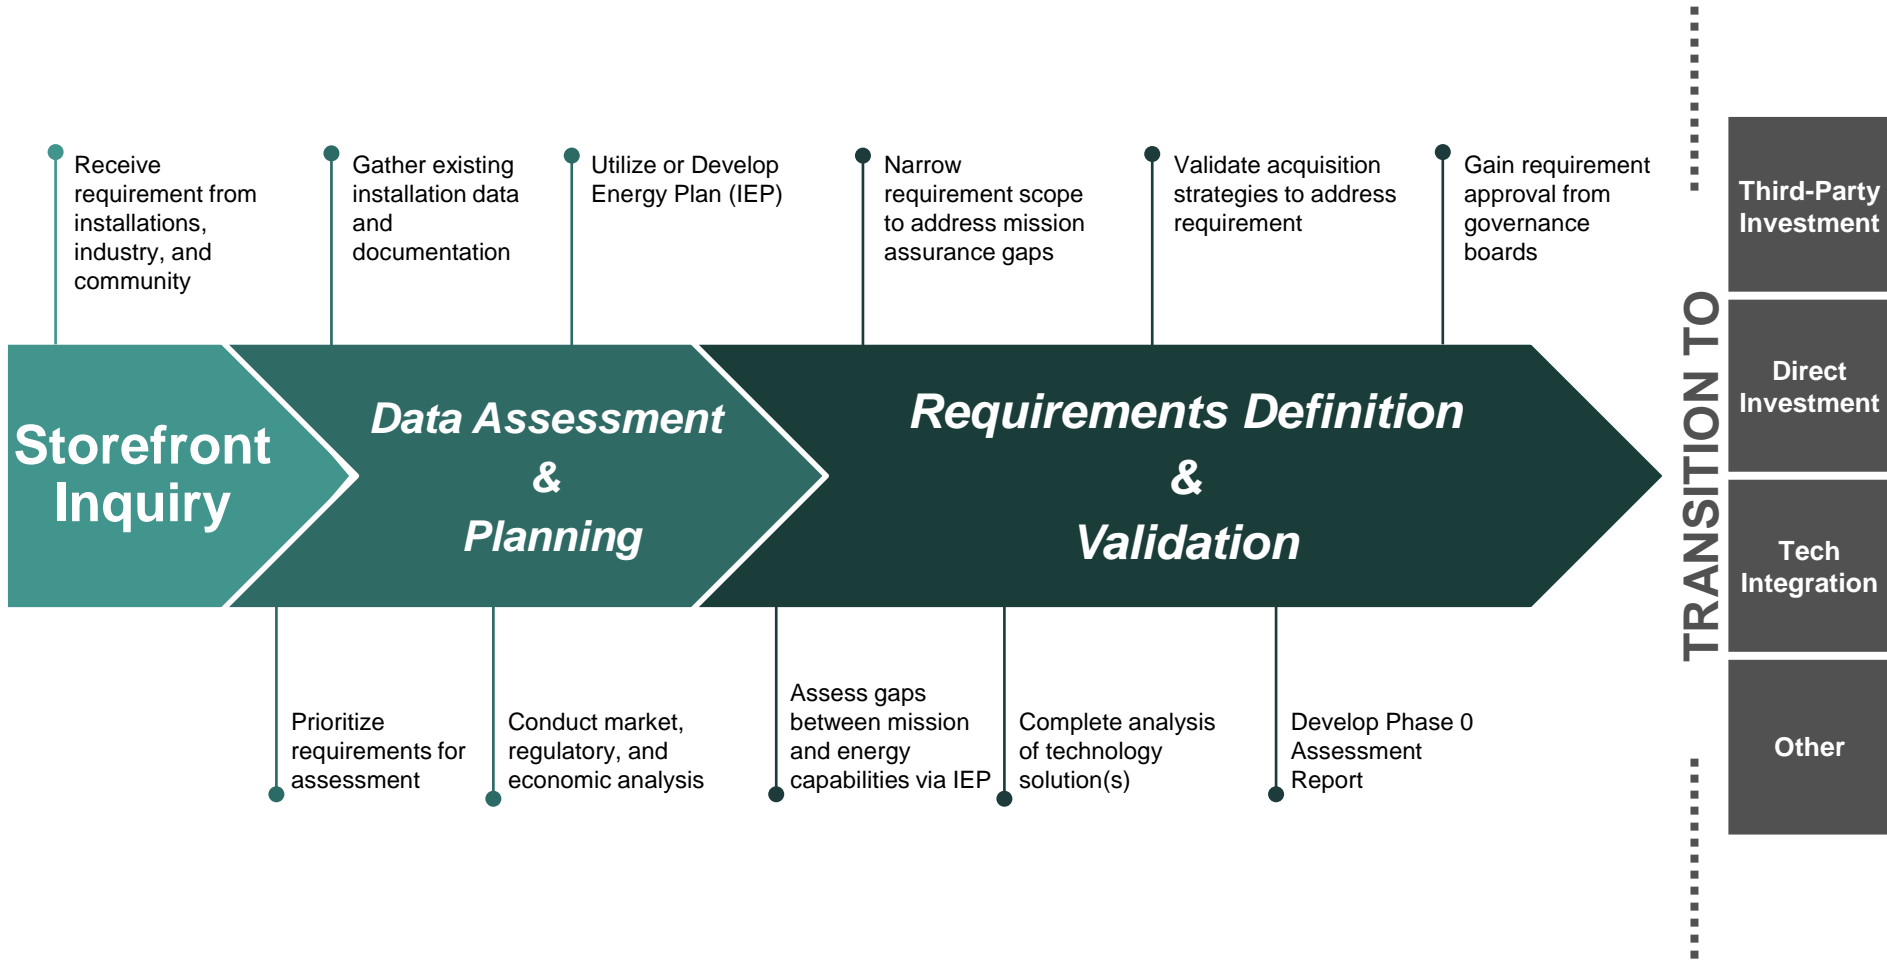 Receive
requirement from
installations,
industry, and
community
Gather existing
installation data
and
documentation
Utilize or Develop
Energy Plan (IEP)
Narrow
requirement scope
to address mission
assurance gaps
Validate acquisition
strategies to address
requirement
Gain requirement
approval from
governance
boards
Storefront
Inquiry
Data Assessment
&
Planning
Requirements Definition
&
Validation
Prioritize
requirements for
assessment
Conduct market,
regulatory, and
economic analysis
Assess gaps
between mission
and energy
capabilities via IEP
Complete analysis
of technology
solution(s)
Develop Phase 0
Assessment
Report
TRANSITION TO
Third-Party
Investment
Direct
Investment
Tech
Integration
Other